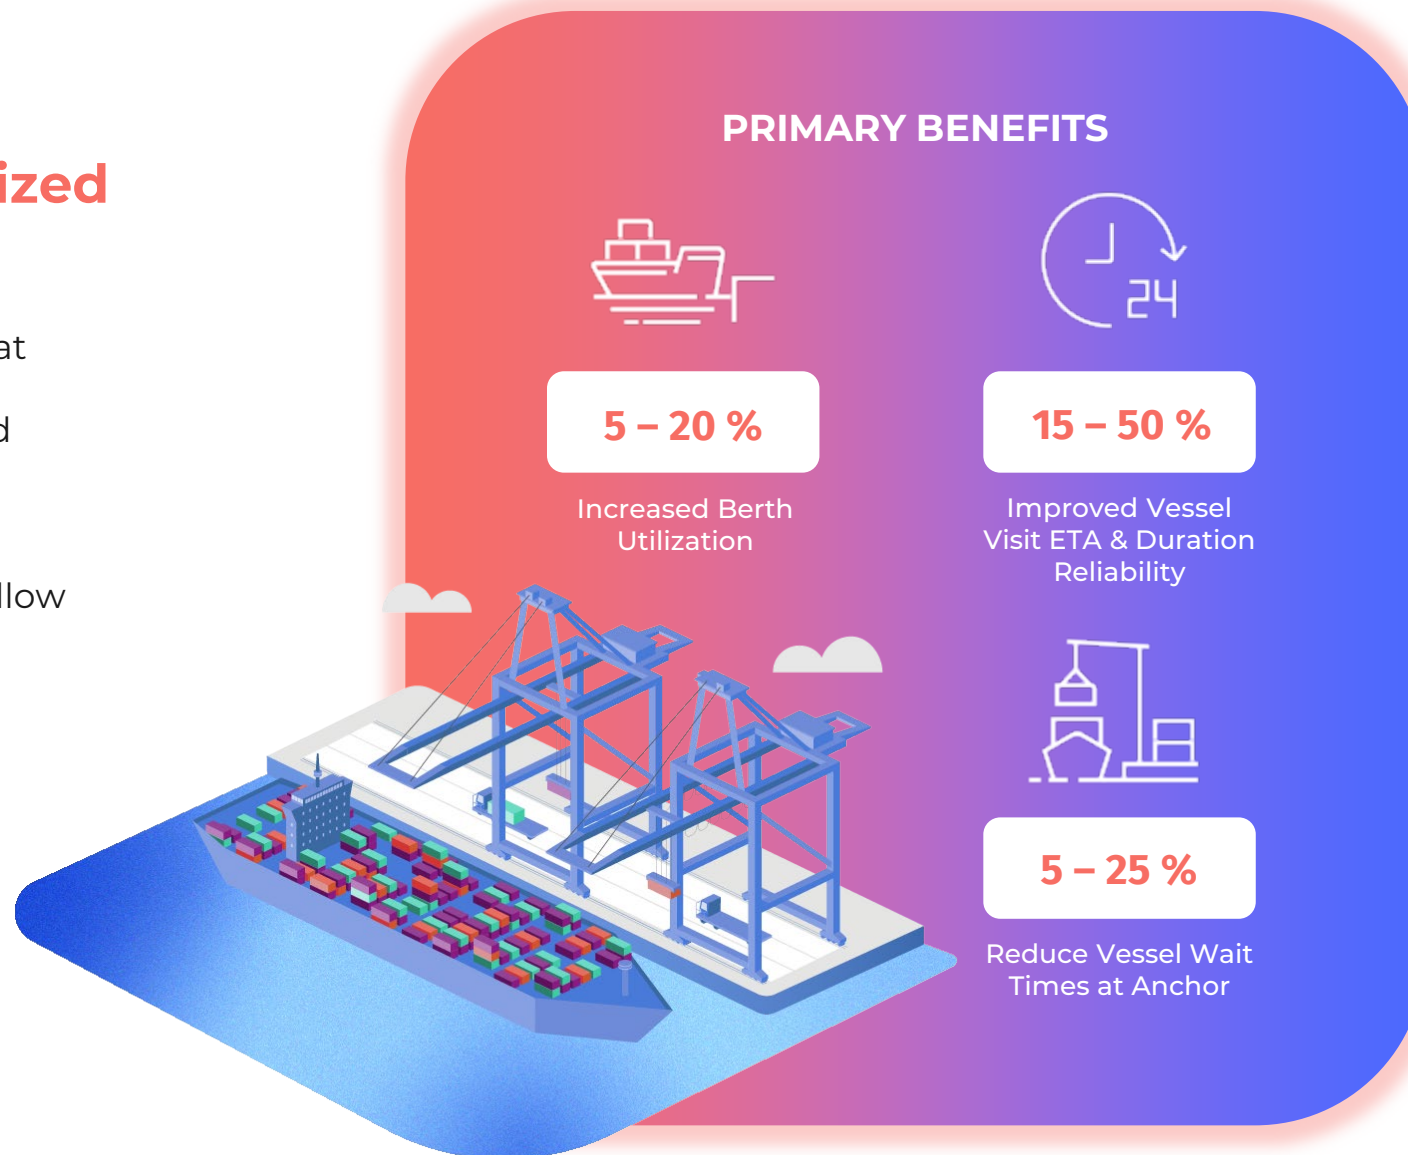 ized
at
d
llow
PRIMARY BENEFITS
24
5 – 20 %
Increased Berth
Utilization
15 – 50 %
Improved Vessel
Visit ETA & Duration
Reliability
5 – 25 %
Reduce Vessel Wait
Times at Anchor